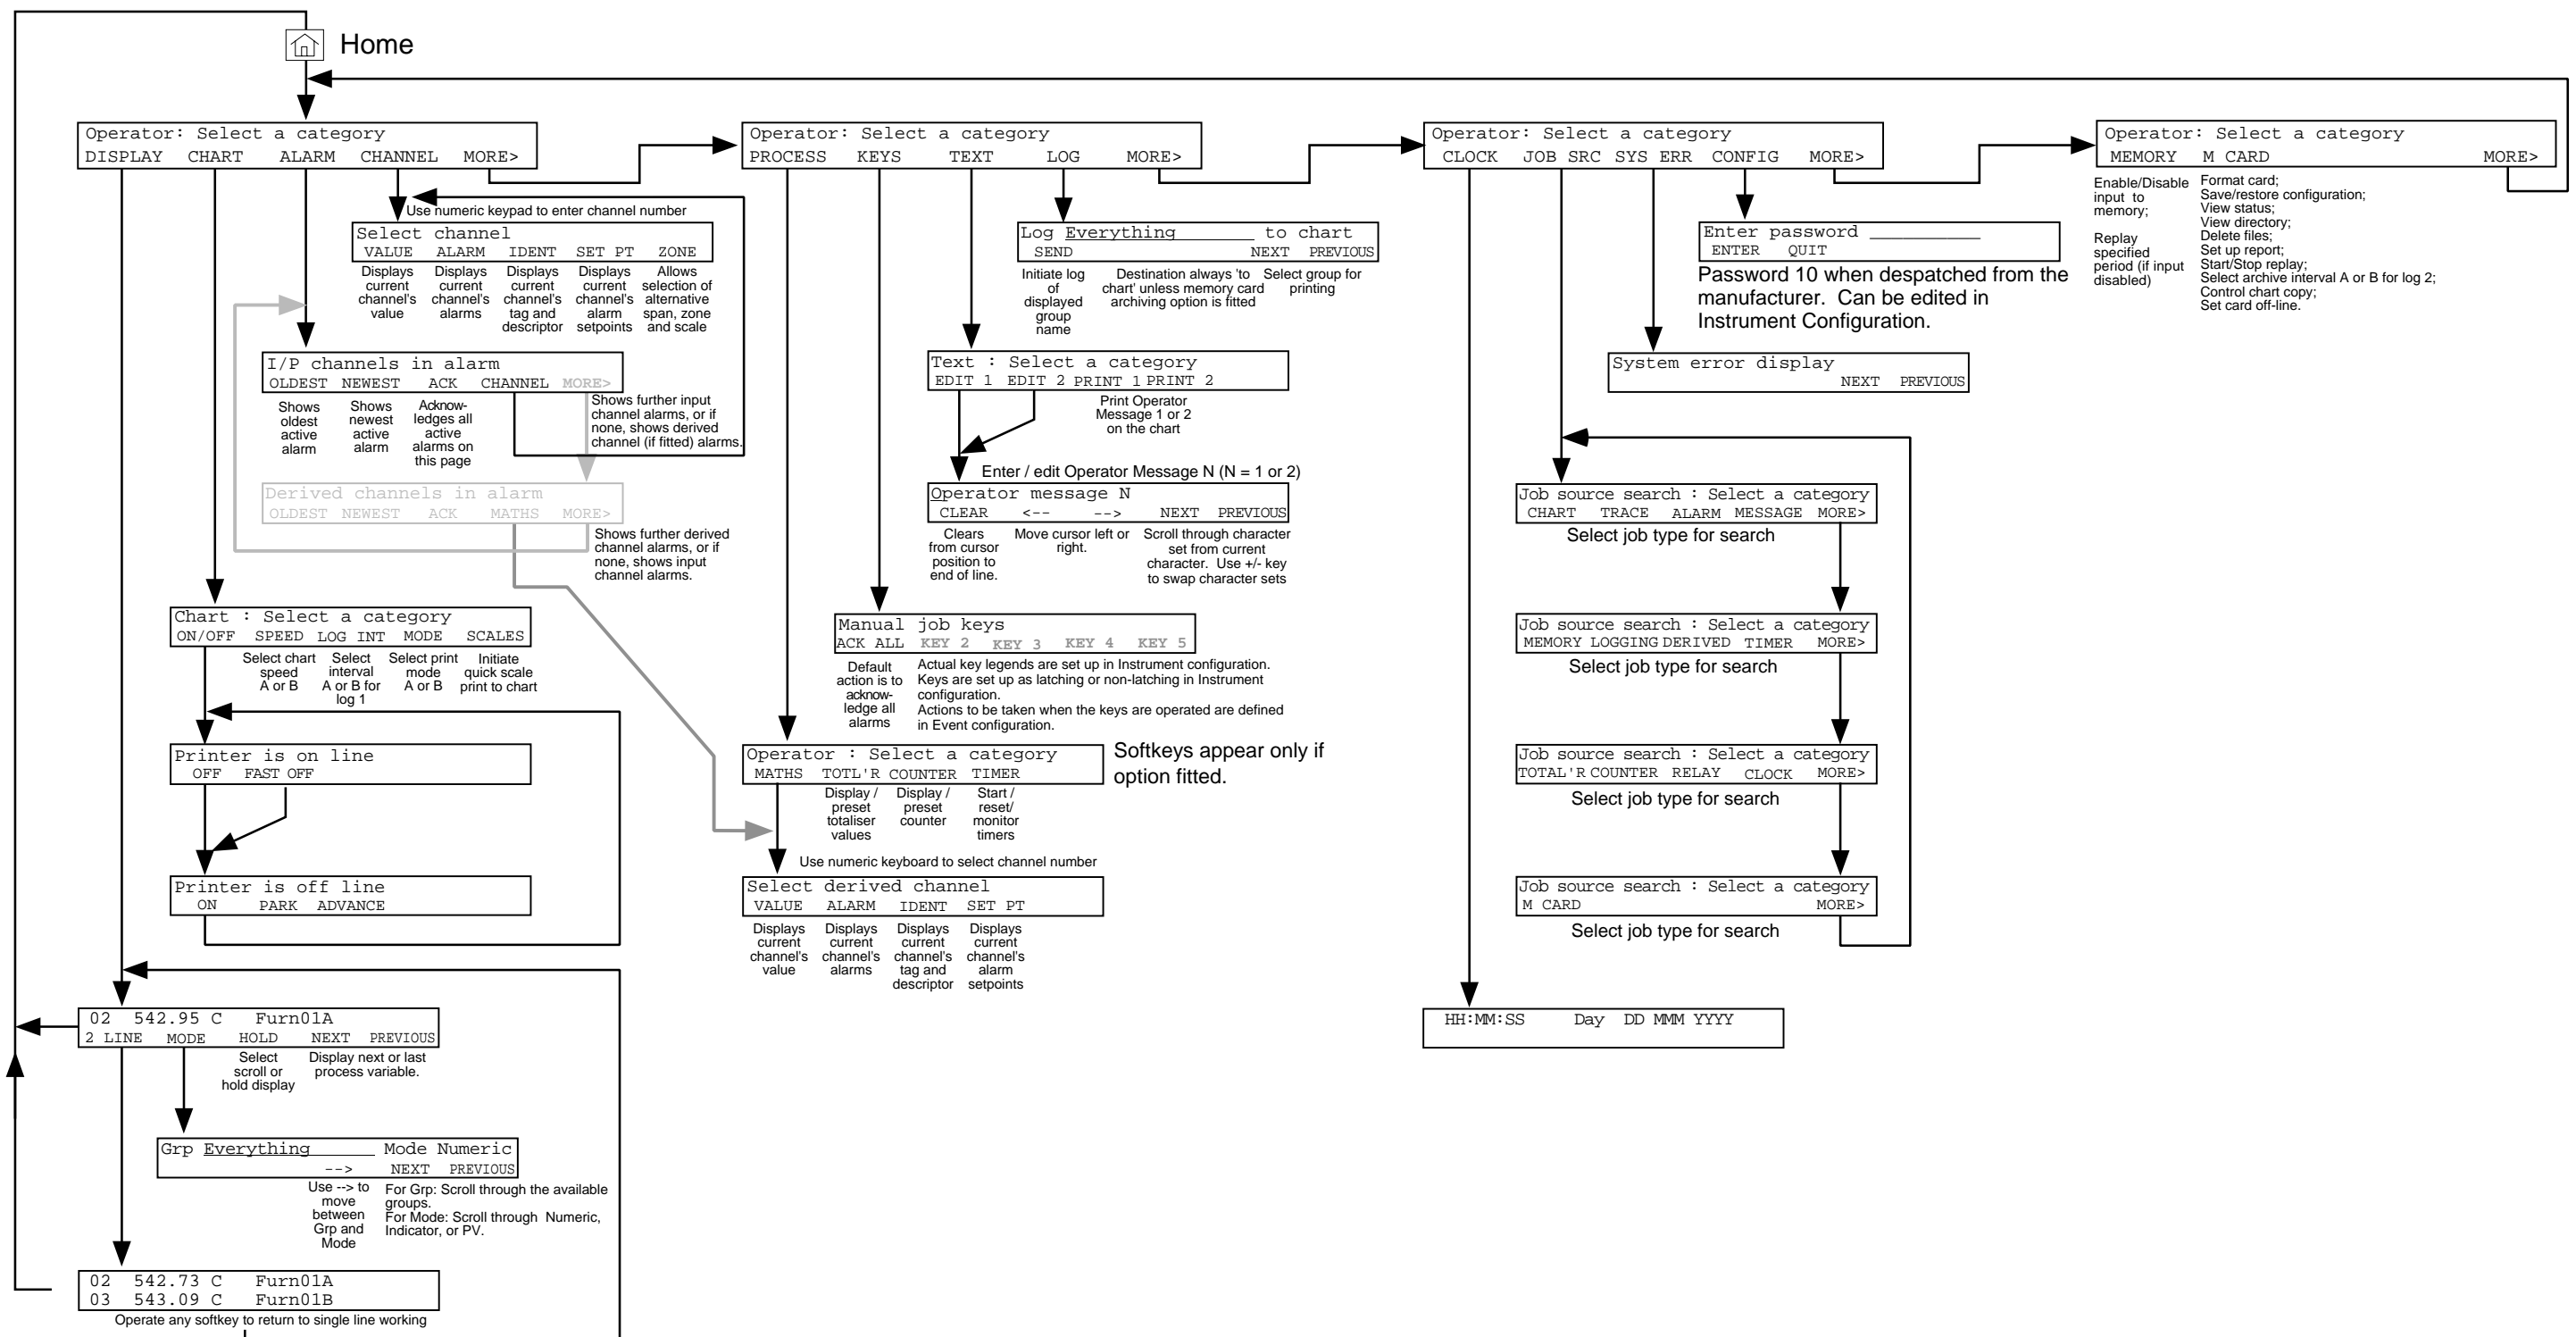 Home
Operator: Select a category
DISPLAY CHART ALARM CHANNEL MORE>
Operator: Select a category
PROCESS KEYS TEXT LOG MORE>
Operator: Select a category
CLOCK JOB SRC SYS ERR CONFIG MORE>
Operator: Select a category
MEMORY M CARD MORE>
Enable/Disable
input to
memory;
Replay
specified
period (if input
disabled)
Format card;
Save/restore configuration;
View status;
View directory;
Delete files;
Set up report;
Start/Stop replay;
Select archive interval A or B for log 2;
Control chart copy;
Set card off-line.
Use numeric keypad to enter channel number
Select channel
VALUE ALARM IDENT SET PT ZONE
Displays
current
channel's
value
Displays
current
channel's
alarms
Displays
current
channel's
tag and
descriptor
Displays
current
channel's
alarm
setpoints
Allows
selection of
alternative
span, zone
and scale
I/P channels in alarm
OLDEST NEWEST ACK CHANNEL MORE>
Shows
oldest
active
alarm
Shows
newest
active
alarm
Acknow-
ledges all
active
alarms on
this page
Shows further input
channel alarms, or if
none, shows derived
channel (if fitted) alarms.
Derived channels in alarm
OLDEST NEWEST ACK MATHS MORE>
Shows further derived
channel alarms, or if
none, shows input
channel alarms.
Chart : Select a category
ON/OFF SPEED LOG INT MODE SCALES
Select chart
speed
A or B
Select
interval
A or B for
log 1
Select print
mode
A or B
Initiate
quick scale
print to chart
Printer is on line
OFF FAST OFF
Printer is off line
ON PARK ADVANCE
02 542.95 C Furn01A
2 LINE MODE HOLD NEXT PREVIOUS
Select
scroll or
hold display
Display next or last
process variable.
Grp Everything Mode Numeric
--> NEXT PREVIOUS
Use --> to
move
between
Grp and
Mode
For Grp: Scroll through the available
groups.
For Mode: Scroll through Numeric,
Indicator, or PV.
02 542.73 C Furn01A
03 543.09 C Furn01B
Operate any softkey to return to single line working
Log Everything to chart
SEND NEXT PREVIOUS
Initiate log
of
displayed
group
name
Destination always 'to
chart' unless memory card
archiving option is fitted
Select group for
printing
Text : Select a category
EDIT 1 EDIT 2 PRINT 1 PRINT 2
Print Operator
Message 1 or 2
on the chart
Enter / edit Operator Message N (N = 1 or 2)
Operator message N
CLEAR <-- --> NEXT PREVIOUS
Clears
from cursor
position to
end of line.
Move cursor left or
right.
Scroll through character
set from current
character. Use +/- key
to swap character sets
Manual job keys
ACK ALL KEY 2 KEY 3 KEY 4 KEY 5
Default
action is to
acknow-
ledge all
alarms
Actual key legends are set up in Instrument configuration.
Keys are set up as latching or non-latching in Instrument
configuration.
Actions to be taken when the keys are operated are defined
in Event configuration.
Operator : Select a category
MATHS TOTL'R COUNTER TIMER
Softkeys appear only if
option fitted.
Display /
preset
totaliser
values
Display /
preset
counter
Start /
reset/
monitor
timers
Use numeric keyboard to select channel number
Select derived channel
VALUE ALARM IDENT SET PT
Displays
current
channel's
value
Displays
current
channel's
alarms
Displays
current
channel's
tag and
descriptor
Displays
current
channel's
alarm
setpoints
Enter password
ENTER QUIT
Password 10 when despatched from the
manufacturer. Can be edited in
Instrument Configuration.
System error display
NEXT PREVIOUS
Job source search : Select a category
CHART TRACE ALARM MESSAGE MORE>
Select job type for search
Job source search : Select a category
MEMORY LOGGING DERIVED TIMER MORE>
Select job type for search
Job source search : Select a category
TOTAL'R COUNTER RELAY CLOCK MORE>
Select job type for search
Job source search : Select a category
M CARD MORE>
Select job type for search
HH:MM:SS Day DD MMM YYYY